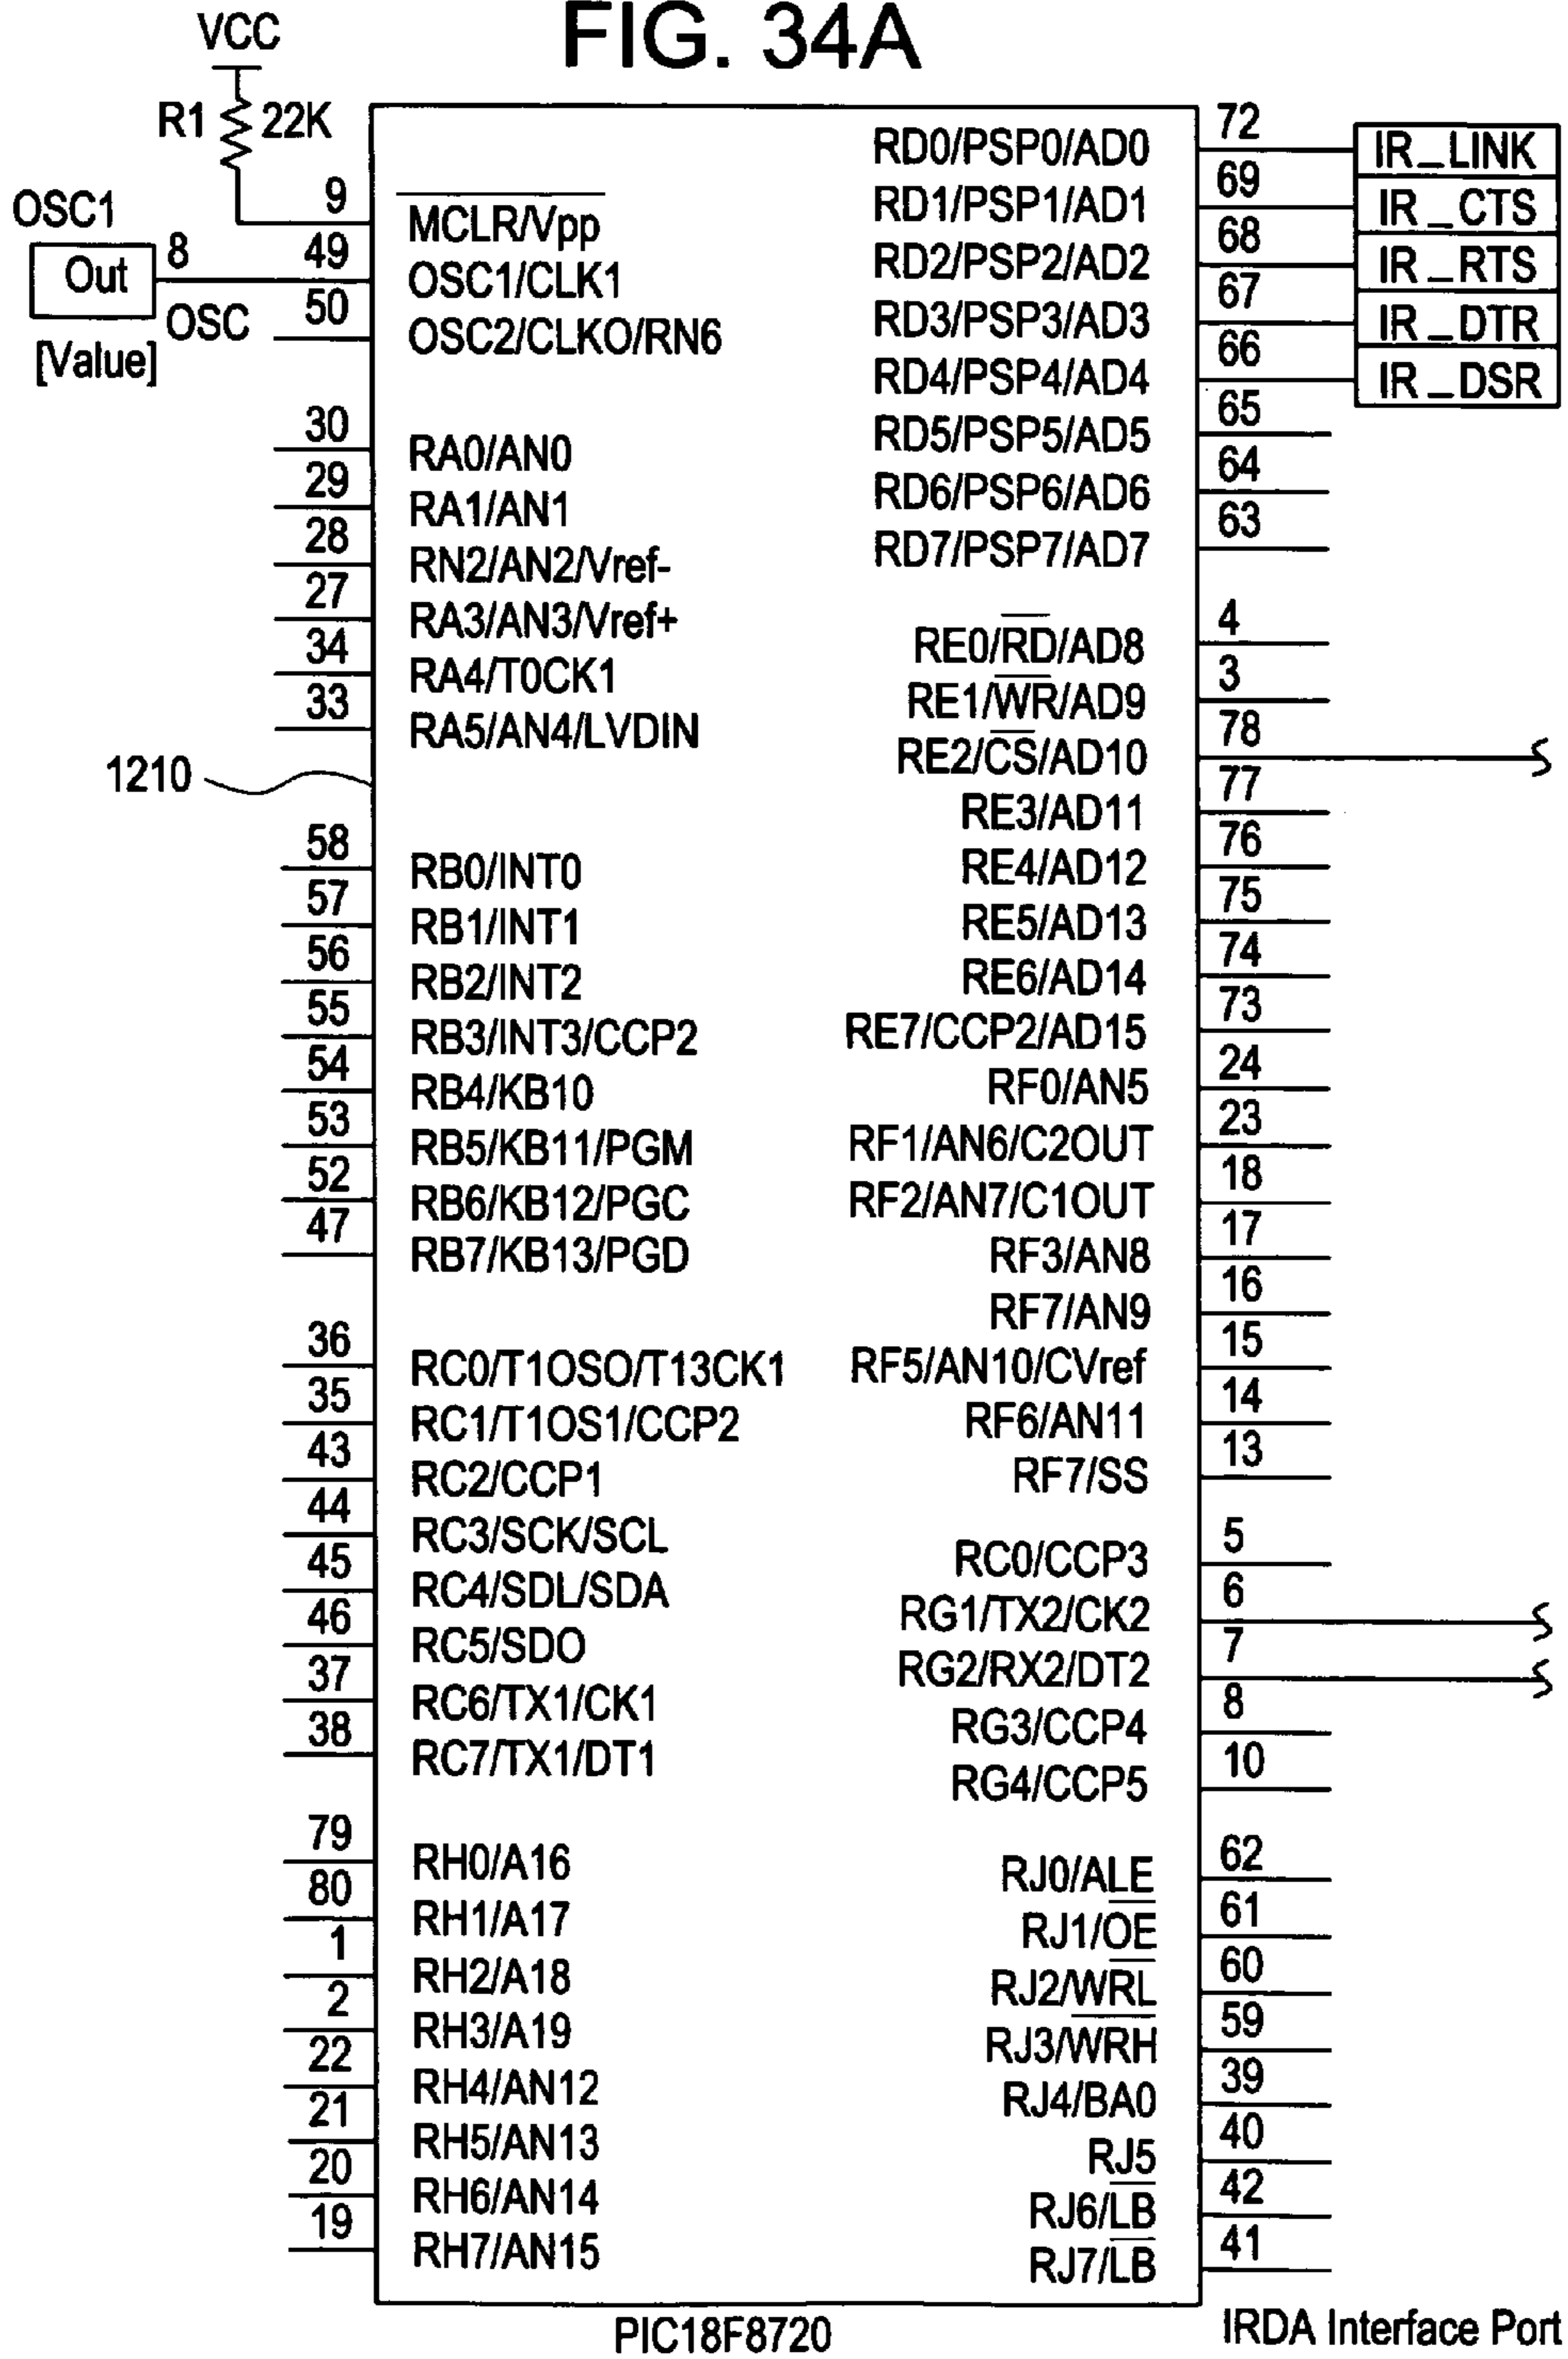 FIG. 34A
VCC
R1 22K
OSC1
Out
8
OSC
[Value]
9 MCLR/Vpp
49 OSC1/CLK1
50 OSC2/CLKO/RN6
30 RA0/AN0
29 RA1/AN1
28 RN2/AN2/Vref-
27 RA3/AN3/Vref+
34 RA4/T0CK1
33 RA5/AN4/LVDIN
1210
58 RB0/INT0
57 RB1/INT1
56 RB2/INT2
55 RB3/INT3/CCP2
54 RB4/KB10
53 RB5/KB11/PGM
52 RB6/KB12/PGC
47 RB7/KB13/PGD
36 RC0/T1OSO/T13CK1
35 RC1/T1OS1/CCP2
43 RC2/CCP1
44 RC3/SCK/SCL
45 RC4/SDL/SDA
46 RC5/SDO
37 RC6/TX1/CK1
38 RC7/TX1/DT1
79 RH0/A16
80 RH1/A17
1 RH2/A18
2 RH3/A19
22 RH4/AN12
21 RH5/AN13
20 RH6/AN14
19 RH7/AN15
RD0/PSP0/AD0 72 IR_LINK
RD1/PSP1/AD1 69 IR_CTS
RD2/PSP2/AD2 68 IR_RTS
RD3/PSP3/AD3 67 IR_DTR
RD4/PSP4/AD4 66 IR_DSR
RD5/PSP5/AD5 65
RD6/PSP6/AD6 64
RD7/PSP7/AD7 63
RE0/RD/AD8 4
RE1/WR/AD9 3
RE2/CS/AD10 78
RE3/AD11 77
RE4/AD12 76
RE5/AD13 75
RE6/AD14 74
RE7/CCP2/AD15 73
RF0/AN5 24
RF1/AN6/C2OUT 23
RF2/AN7/C1OUT 18
RF3/AN8 17
RF7/AN9 16
RF5/AN10/CVref 15
RF6/AN11 14
RF7/SS 13
RC0/CCP3 5
RG1/TX2/CK2 6
RG2/RX2/DT2 7
RG3/CCP4 8
RG4/CCP5 10
RJ0/ALE 62
RJ1/OE 61
RJ2/WRL 60
RJ3/WRH 59
RJ4/BA0 39
RJ5 40
RJ6/LB 42
RJ7/LB 41
PIC18F8720
IRDA Interface Port